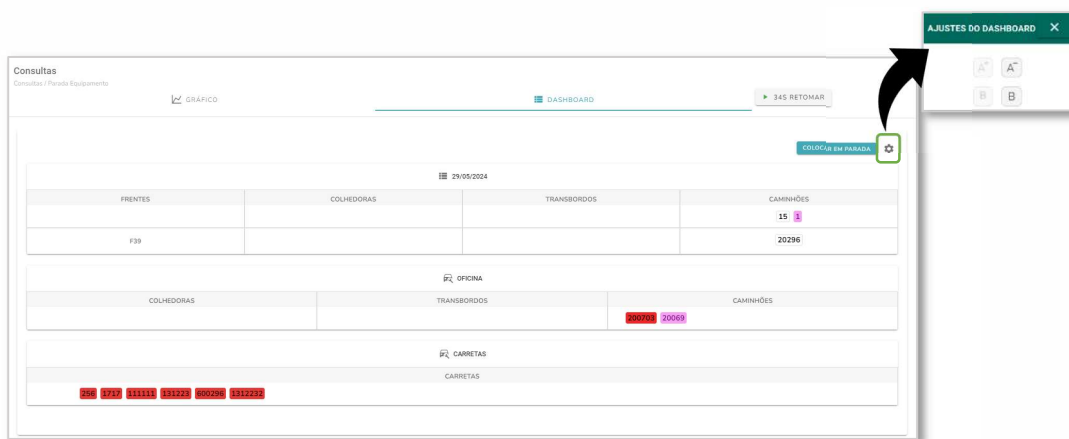 AJUSTES DO DASHBOARD
A+ A-
B B
Consultas
Consultas / Parada Equipamento
GRÁFICO DASHBOARD 34S RETOMAR
COLOCAR EM PARADA
29/05/2024
FRENTES COLHEDORAS TRANSBORDOS CAMINHÕES
15 1
F39 20296
OFICINA
COLHEDORAS TRANSBORDOS CAMINHÕES
200703 20069
CARRETAS
CARRETAS
256 1717 111111 131223 600296 1312232